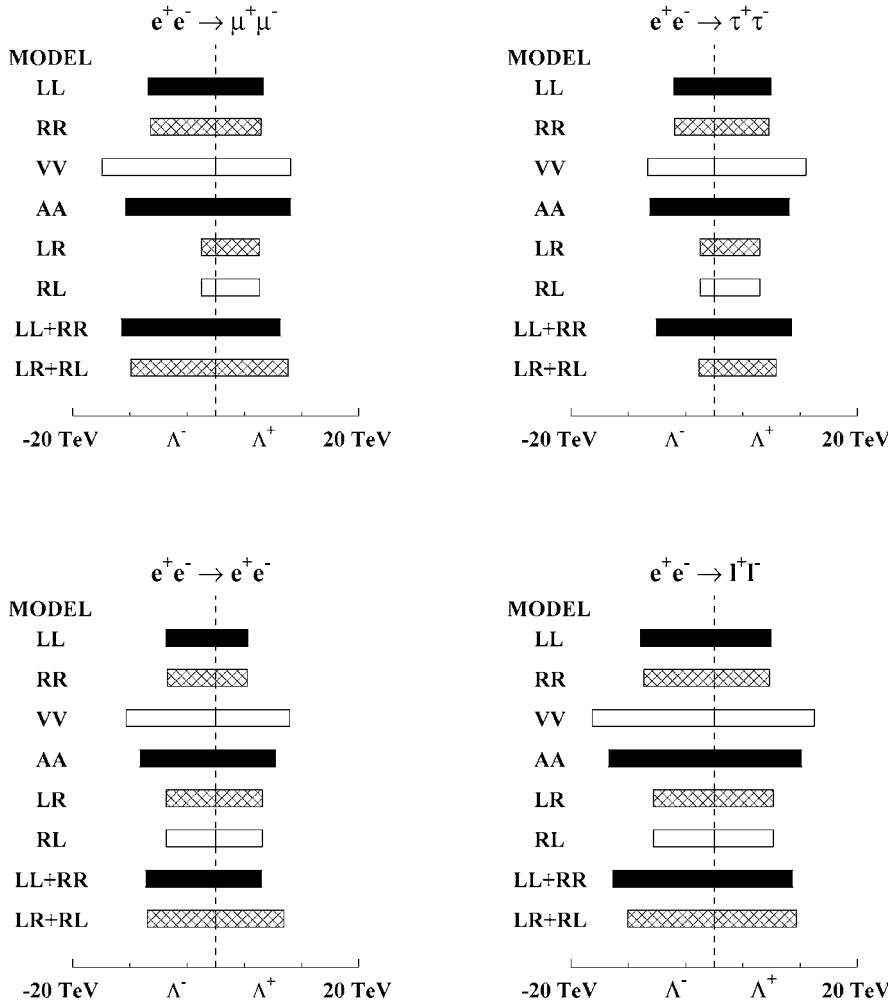 e⁺e⁻ → μ⁺μ⁻
MODEL
LL
RR
VV
AA
LR
RL
LL+RR
LR+RL
-20 TeV Λ⁻ Λ⁺ 20 TeV
e⁺e⁻ → τ⁺τ⁻
MODEL
LL
RR
VV
AA
LR
RL
LL+RR
LR+RL
-20 TeV Λ⁻ Λ⁺ 20 TeV
e⁺e⁻ → e⁺e⁻
MODEL
LL
RR
VV
AA
LR
RL
LL+RR
LR+RL
-20 TeV Λ⁻ Λ⁺ 20 TeV
e⁺e⁻ → l⁺l⁻
MODEL
LL
RR
VV
AA
LR
RL
LL+RR
LR+RL
-20 TeV Λ⁻ Λ⁺ 20 TeV